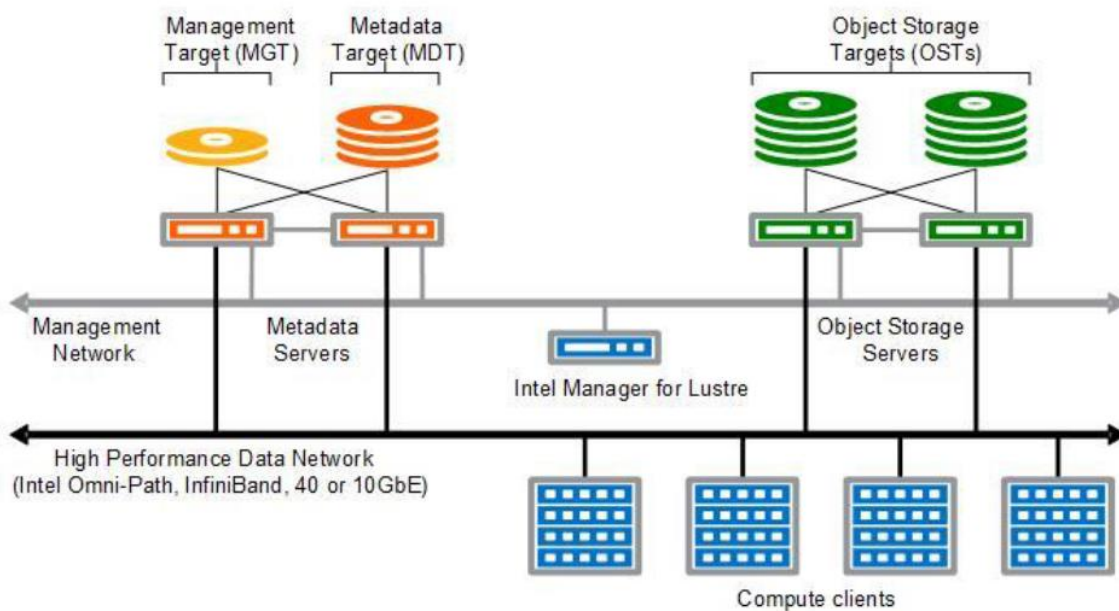 Management
Target (MGT)
Metadata
Target (MDT)
Object Storage
Targets (OSTs)
Management
Network
Metadada
Servers
Object Storage
Servers
Intel Manager for Lustre
High Performance Data Network
(Intel Omni-Path, InfiniBand, 40 or 10GbE)
Compute clients